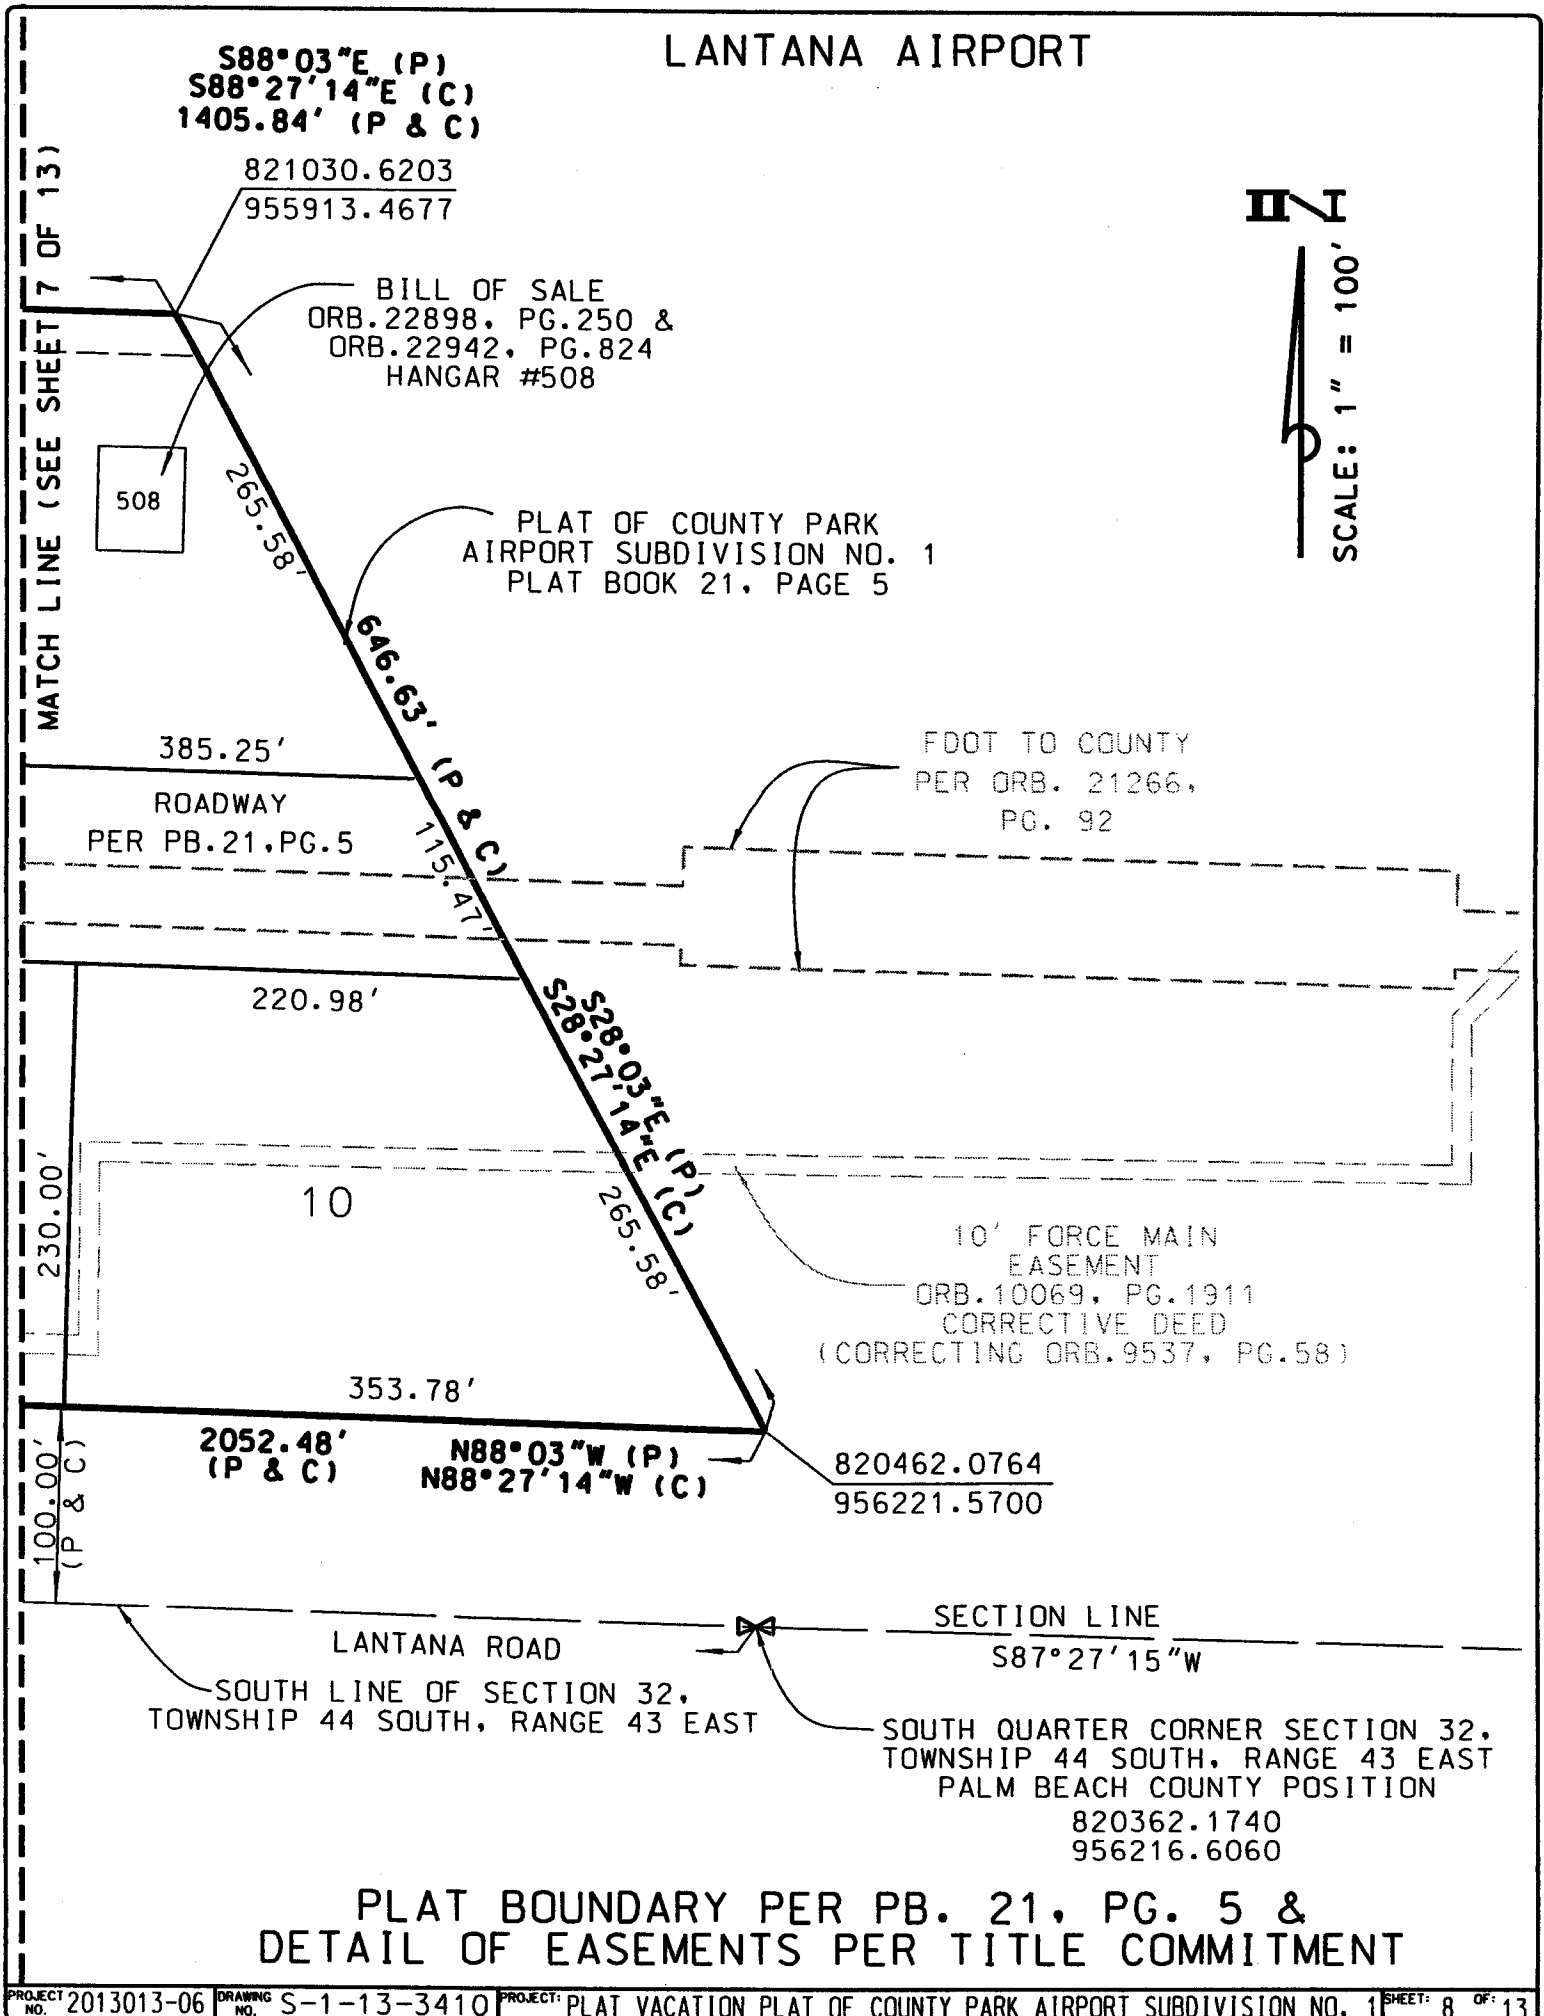 LANTANA AIRPORT
S88°03"E (P)
S88°27'14"E (C)
1405.84' (P & C)
821030.6203
955913.4677
N
SCALE: 1" = 100'
MATCH LINE (SEE SHEET 7 OF 13)
BILL OF SALE
ORB.22898, PG.250 &
ORB.22942, PG.824
HANGAR #508
508
265.58'
PLAT OF COUNTY PARK
AIRPORT SUBDIVISION NO. 1
PLAT BOOK 21, PAGE 5
646.63' (P & C)
385.25'
ROADWAY
PER PB.21,PG.5
115.47'
FDOT TO COUNTY
PER ORB. 21266,
PG. 92
220.98'
S28°03"E (P)
S28°27'14"E (C)
230.00'
10
265.58'
10' FORCE MAIN
EASEMENT
ORB.10069, PG.1911
CORRECTIVE DEED
(CORRECTING ORB.9537, PG.58)
353.78'
2052.48'
(P & C)
N88°03"W (P)
N88°27'14"W (C)
820462.0764
956221.5700
100.00'
(P & C)
SECTION LINE
S87°27'15"W
LANTANA ROAD
SOUTH LINE OF SECTION 32,
TOWNSHIP 44 SOUTH, RANGE 43 EAST
SOUTH QUARTER CORNER SECTION 32,
TOWNSHIP 44 SOUTH, RANGE 43 EAST
PALM BEACH COUNTY POSITION
820362.1740
956216.6060
PLAT BOUNDARY PER PB. 21, PG. 5 &
DETAIL OF EASEMENTS PER TITLE COMMITMENT
PROJECT NO. 2013013-06 DRAWING NO. S-1-13-3410 PROJECT: PLAT VACATION PLAT OF COUNTY PARK AIRPORT SUBDIVISION NO. 1 SHEET: 8 OF: 13